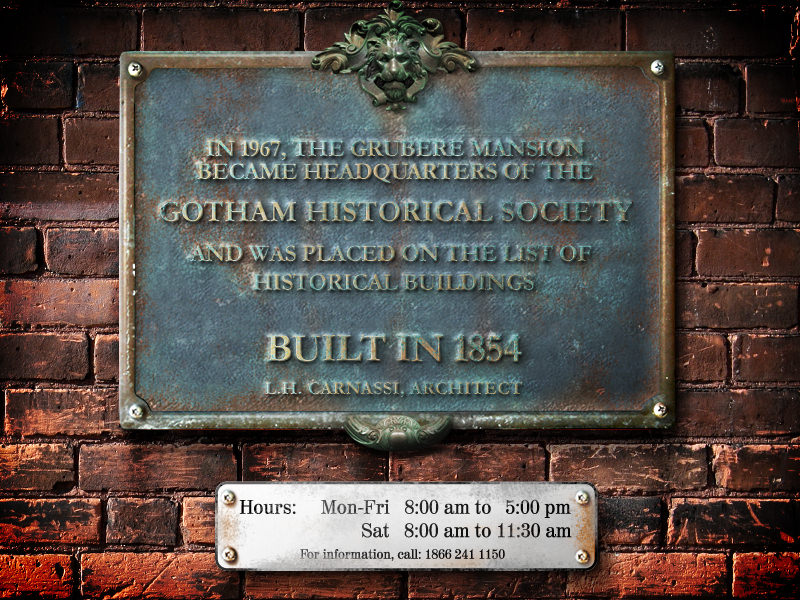 IN 1967, THE GRUBERE MANSION
BECAME HEADQUARTERS OF THE
GOTHAM HISTORICAL SOCIETY
AND WAS PLACED ON THE LIST OF
HISTORICAL BUILDINGS
BUILT IN 1854
L.H. CARNASSI, ARCHITECT
Hours: Mon-Fri 8:00 am to 5:00 pm
Sat 8:00 am to 11:30 am
For information, call: 1866 241 1150